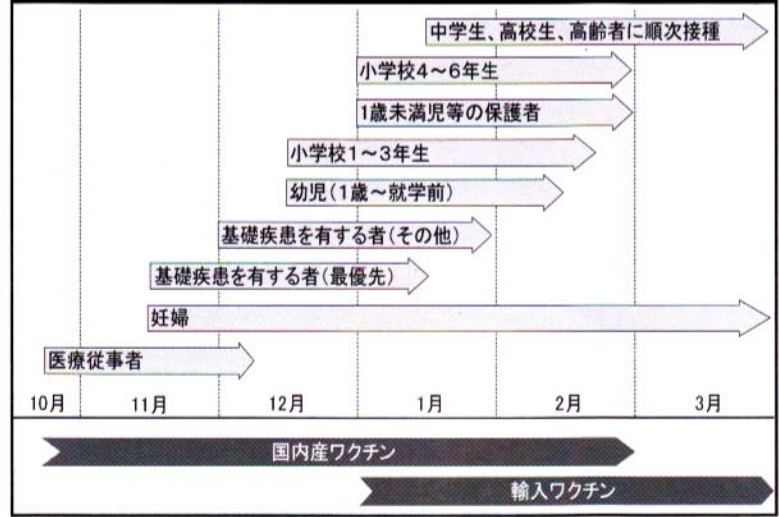 中学生、高校生、高齢者に順次接種
小学校4～6年生
1歳未満児等の保護者
小学校1～3年生
幼児(1歳～就学前)
基礎疾患を有する者(その他)
基礎疾患を有する者(最優先)
妊婦
医療従事者
10月 11月 12月 1月 2月 3月
国内産ワクチン
輸入ワクチン